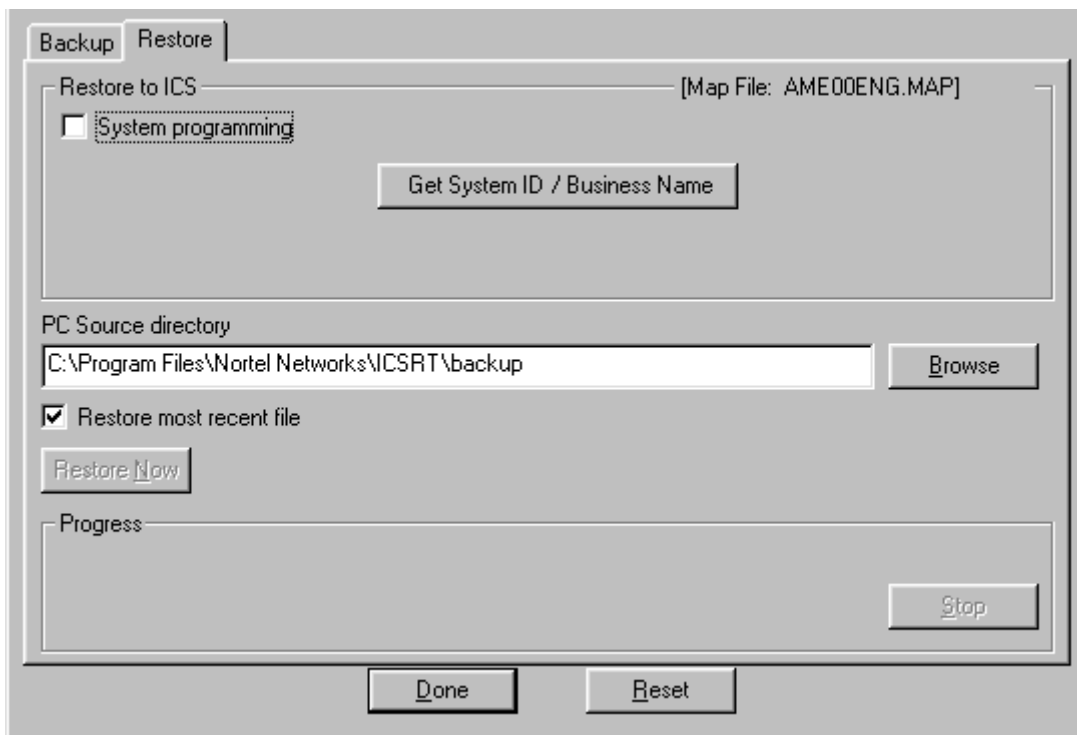 Backup Restore
Restore to ICS [Map File: AME00ENG.MAP]
System programming
Get System ID / Business Name
PC Source directory
C:\Program Files\Nortel Networks\ICSRT\backup Browse
Restore most recent file
Restore Now
Progress
Stop
Done Reset